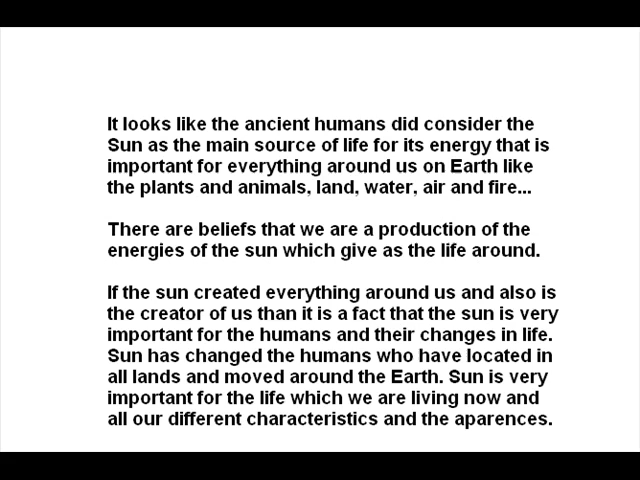 It looks like the ancient humans did consider the
Sun as the main source of life for its energy that is
important for everything around us on Earth like
the plants and animals, land, water, air and fire...
There are beliefs that we are a production of the
energies of the sun which give as the life around.
If the sun created everything around us and also is
the creator of us than it is a fact that the sun is very
important for the humans and their changes in life.
Sun has changed the humans who have located in
all lands and moved around the Earth. Sun is very
important for the life which we are living now and
all our different characteristics and the aparences.